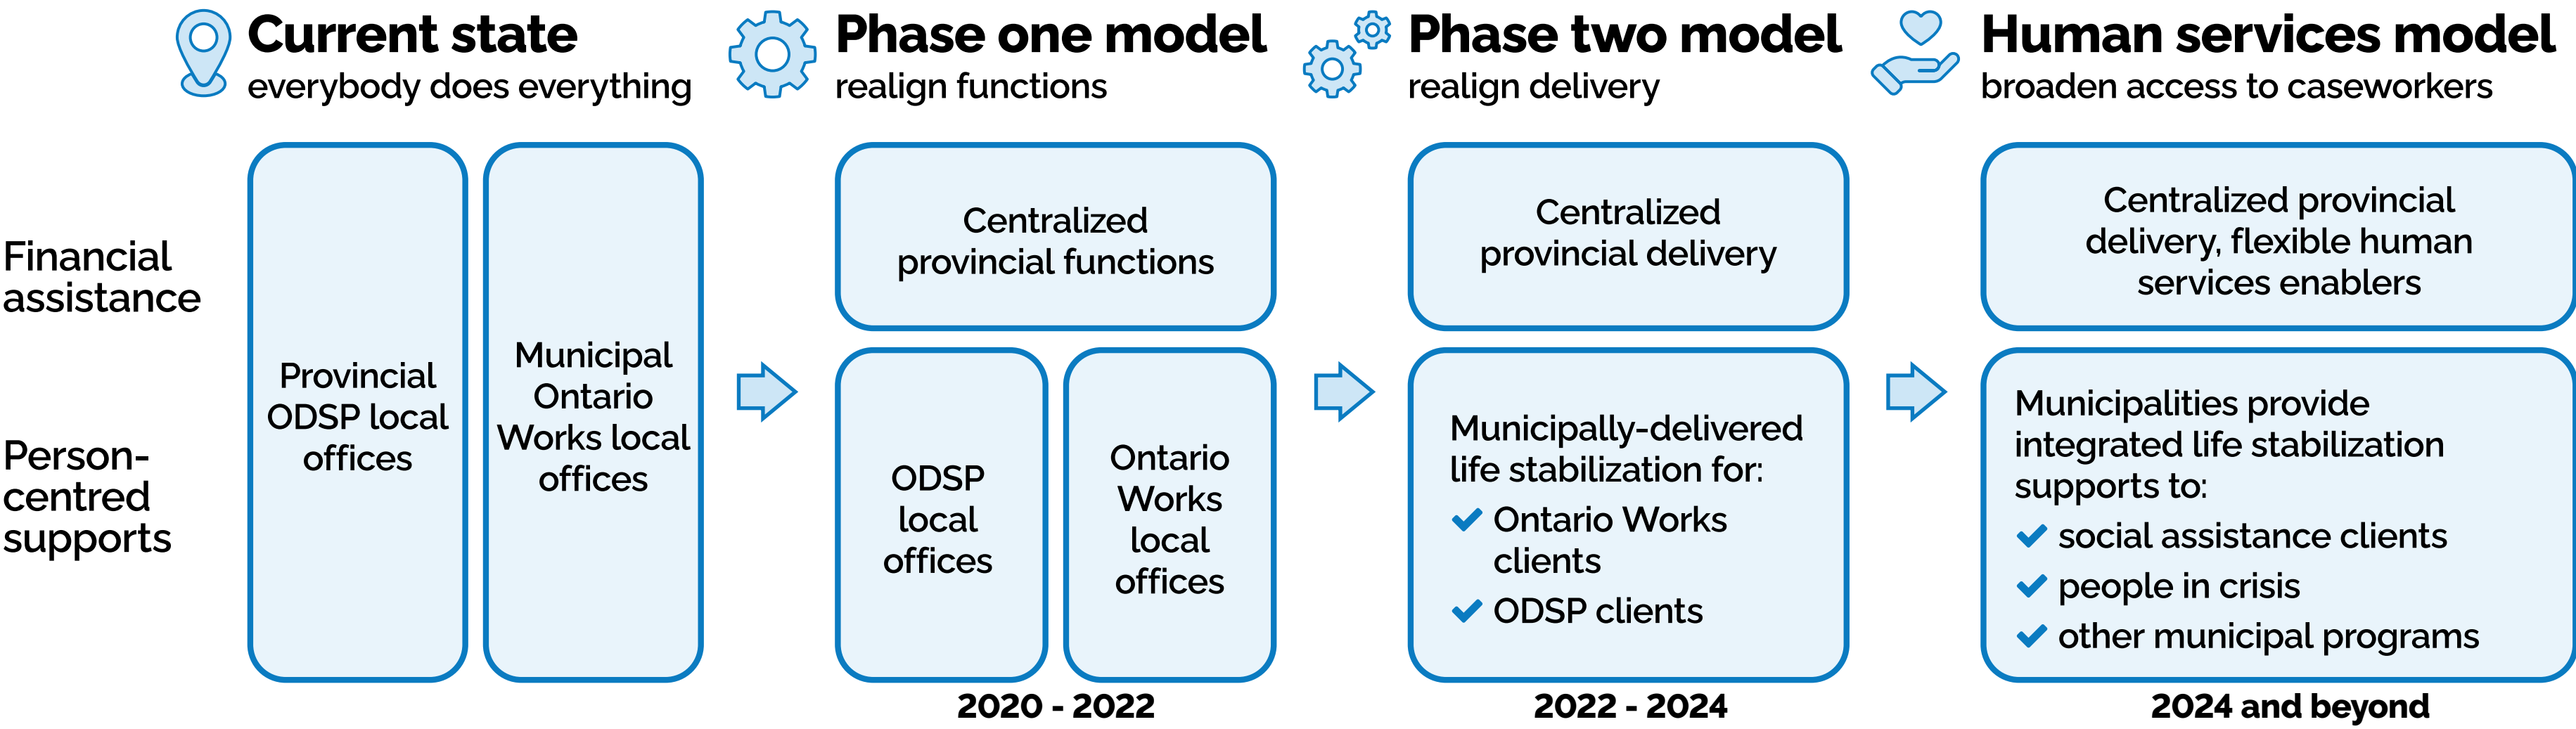 Current state
everybody does everything
Phase one model
realign functions
Phase two model
realign delivery
Human services model
broaden access to caseworkers
Financial
assistance
Person-
centred
supports
Provincial
ODSP local
offices
Municipal
Ontario
Works local
offices
Centralized
provincial functions
ODSP
local
offices
Ontario
Works
local
offices
2020 - 2022
Centralized
provincial delivery
Municipally-delivered
life stabilization for:
Ontario Works
clients
ODSP clients
2022 - 2024
Centralized provincial
delivery, flexible human
services enablers
Municipalities provide
integrated life stabilization
supports to:
social assistance clients
people in crisis
other municipal programs
2024 and beyond